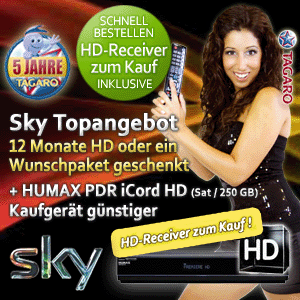 5 JAHRE
TAGARO
SCHNELL
BESTELLEN
HD-Receiver
zum Kauf
INKLUSIVE
TAGARO
Sky Topangebot
12 Monate HD oder ein
Wunschpaket geschenkt
+ HUMAX PDR iCord HD (Sat / 250 GB)
Kaufgerät günstiger
HD-Receiver zum Kauf !
sky
HD